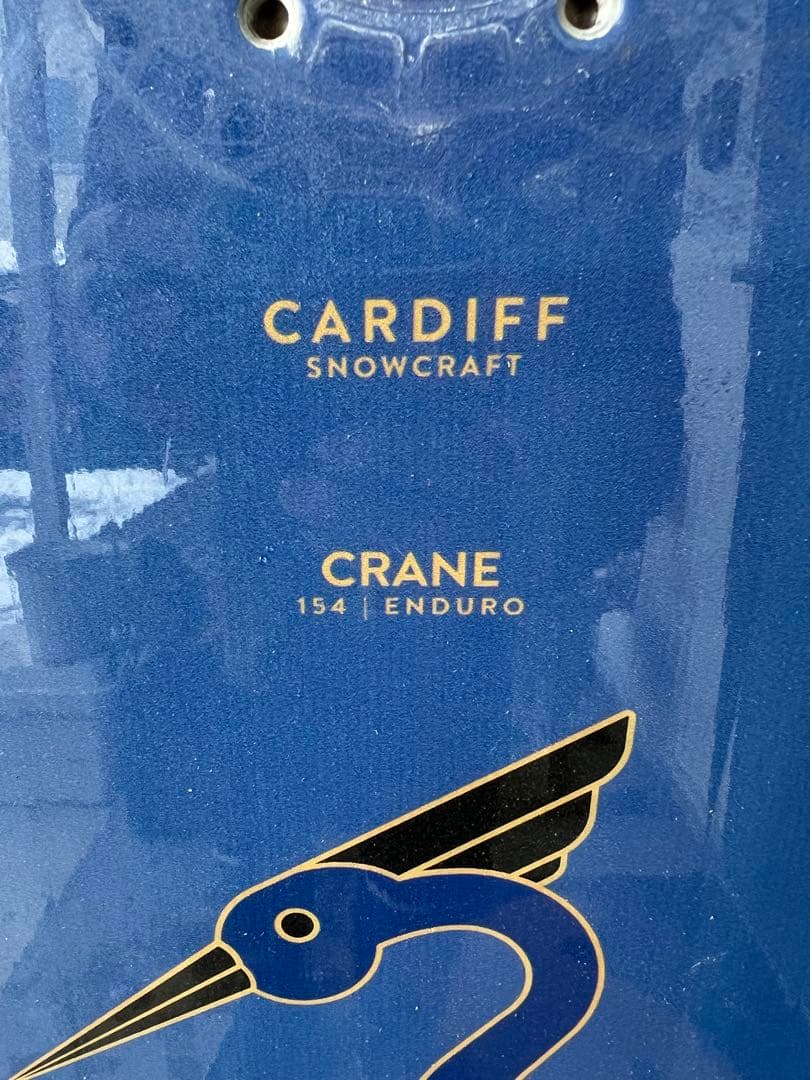 CARDIFF
SNOWCRAFT
CRANE
154 | ENDURO